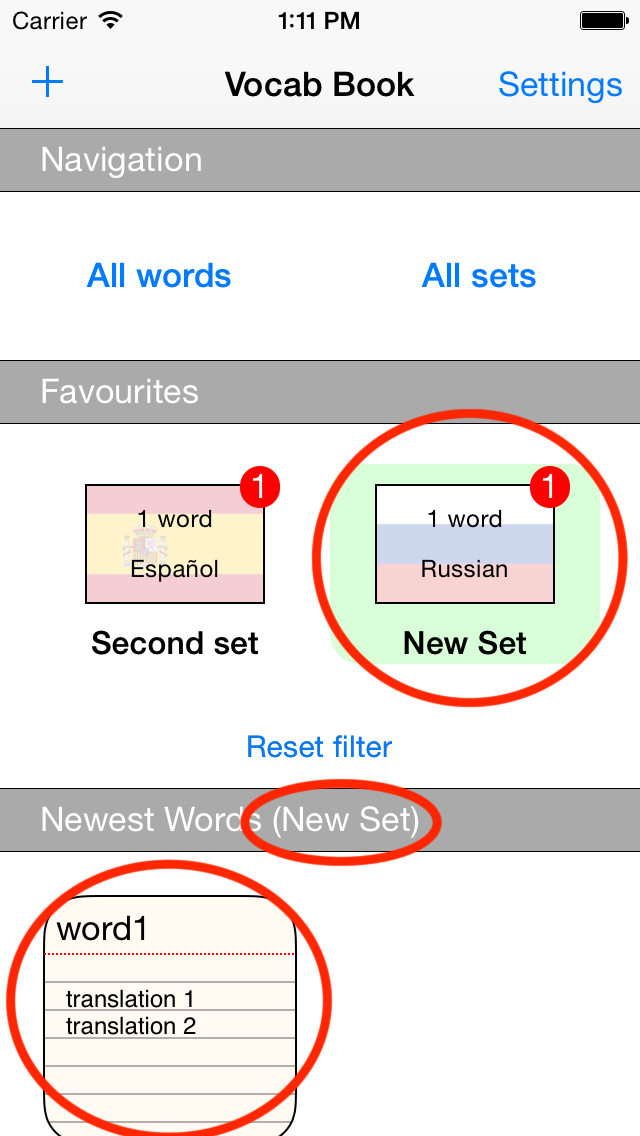 Carrier 1:11 PM
+ Vocab Book Settings
Navigation
All words All sets
Favourites
1 1
1 word 1 word
Español Russian
Second set New Set
Reset filter
Newest Words (New Set)
word1
translation 1
translation 2